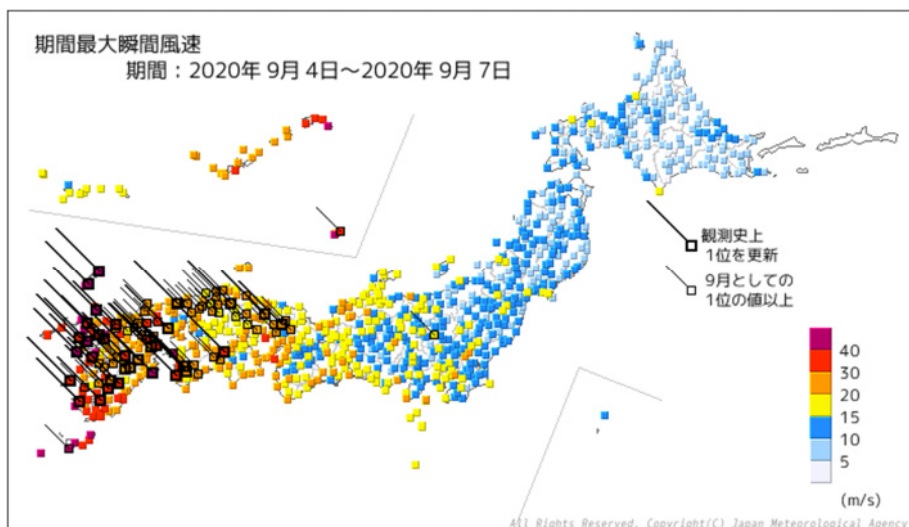 期間最大瞬間風速
期間：2020年 9月 4日～2020年 9月 7日
観測史上
1位を更新
9月としての
1位の値以上
40
30
20
15
10
5
(m/s)
All Rights Reserved. Copyright(C) Japan Meteorological Agency